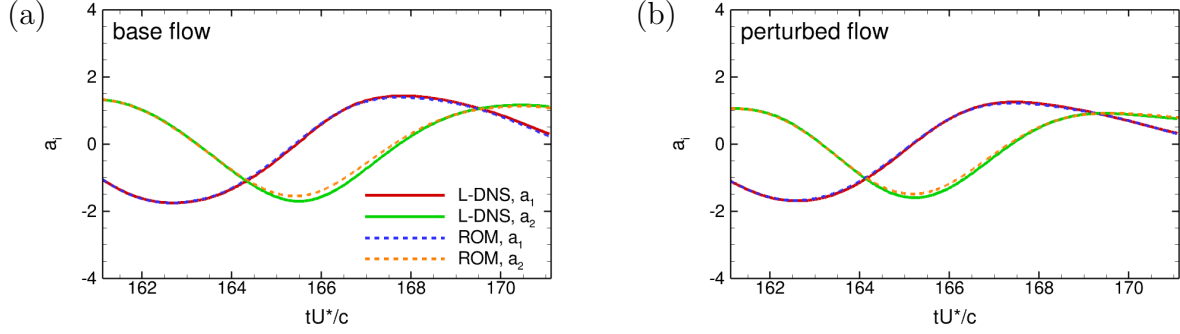 (a)
base flow
a_i
4
2
0
-2
-4
162
164
166
168
170
tU*/c
L-DNS, a_1
L-DNS, a_2
ROM, a_1
ROM, a_2
(b)
perturbed flow
a_i
4
2
0
-2
-4
162
164
166
168
170
tU*/c